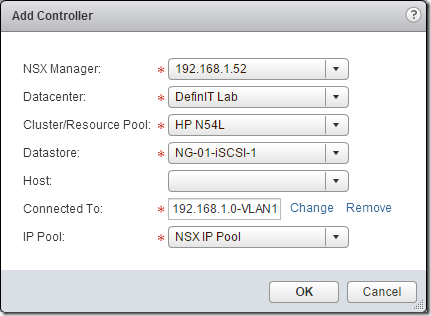 Add Controller ?
NSX Manager: * 192.168.1.52
Datacenter: * DefinIT Lab
Cluster/Resource Pool: * HP N54L
Datastore: * NG-01-iSCSI-1
Host:
Connected To: * 192.168.1.0-VLAN1 Change Remove
IP Pool: * NSX IP Pool
OK Cancel